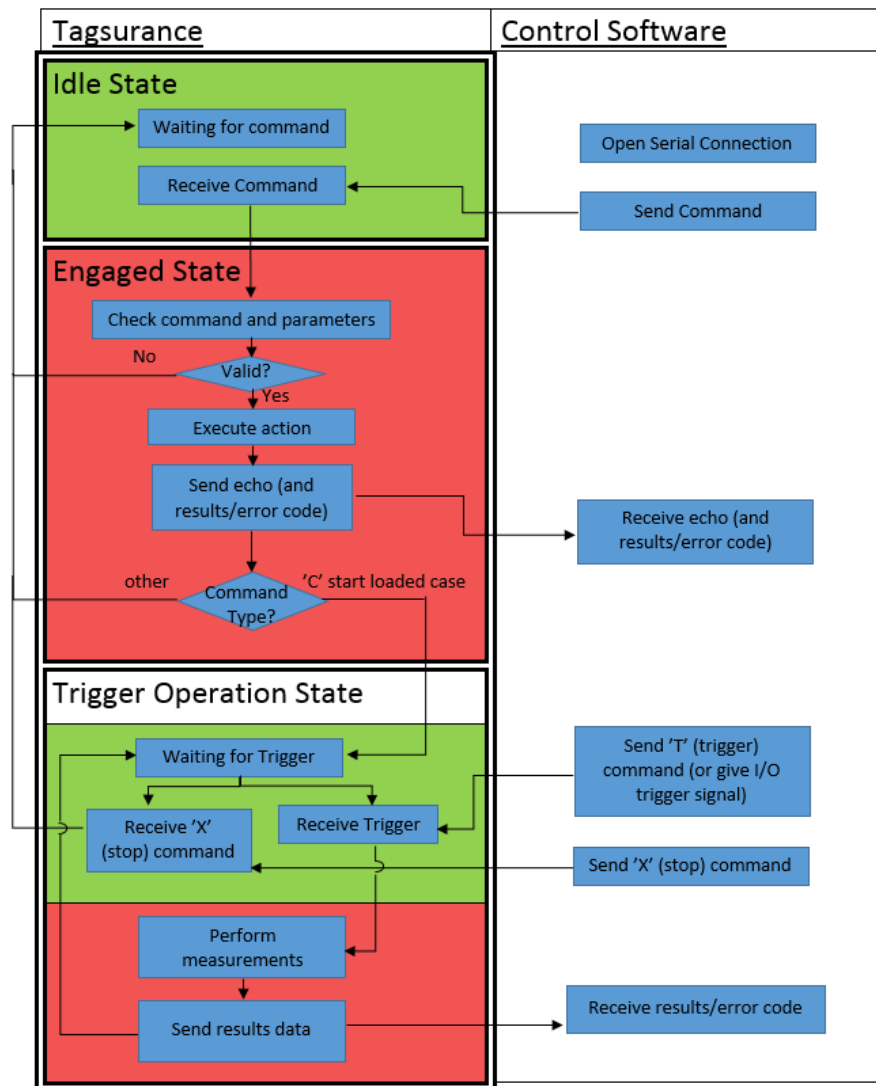 Tagsurance
Control Software
Idle State
Waiting for command
Open Serial Connection
Receive Command
Send Command
Engaged State
Check command and parameters
No
Valid?
Yes
Execute action
Send echo (and
results/error code)
Receive echo (and
results/error code)
other
’C’ start loaded case
Command
Type?
Trigger Operation State
Waiting for Trigger
Send ’T’ (trigger)
command (or give I/O
trigger signal)
Receive ’X’
(stop) command
Receive Trigger
Send ’X’ (stop) command
Perform
measurements
Send results data
Receive results/error code